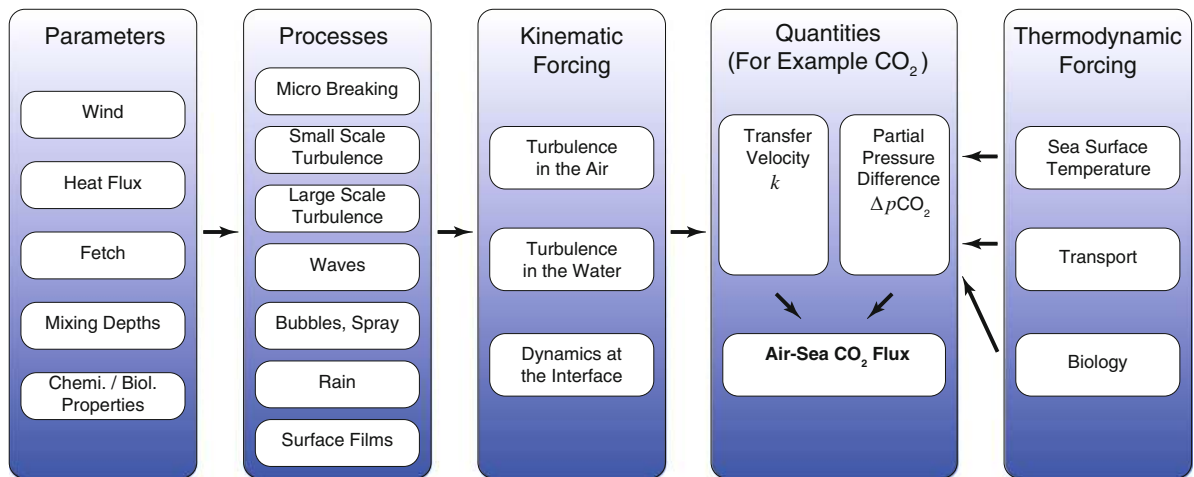 Parameters
Wind
Heat Flux
Fetch
Mixing Depths
Chemi. / Biol.
Properties
Processes
Micro Breaking
Small Scale
Turbulence
Large Scale
Turbulence
Waves
Bubbles, Spray
Rain
Surface Films
Kinematic
Forcing
Turbulence
in the Air
Turbulence
in the Water
Dynamics at
the Interface
Quantities
(For Example CO₂)
Transfer
Velocity
k
Partial
Pressure
Difference
ΔpCO₂
Air-Sea CO₂ Flux
Thermodynamic
Forcing
Sea Surface
Temperature
Transport
Biology